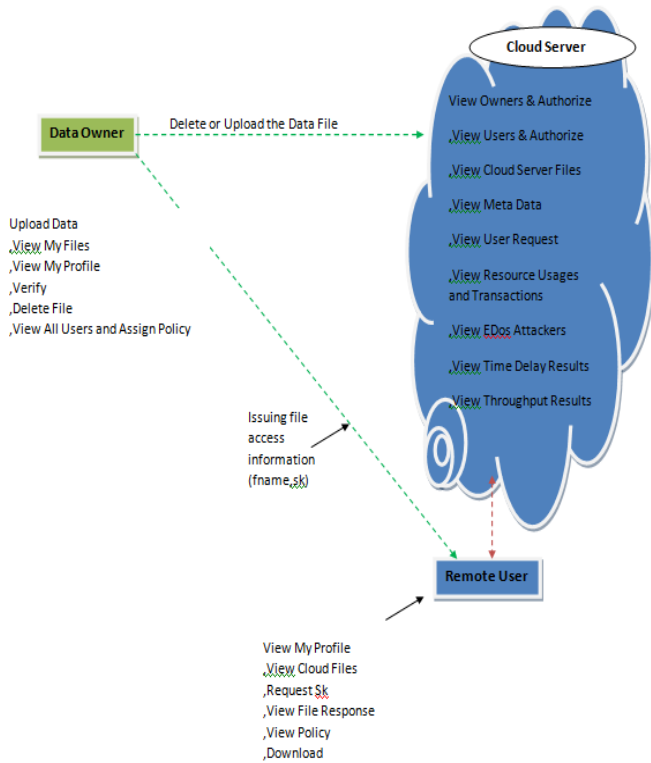 Cloud Server
View Owners & Authorize
,View Users & Authorize
,View Cloud Server Files
,View Meta Data
,View User Request
,View Resource Usages
and Transactions
,View EDos Attackers
,View Time Delay Results
,View Throughput Results
Data Owner
Delete or Upload the Data File
Upload Data
,View My Files
,View My Profile
,Verify
,Delete File
,View All Users and Assign Policy
Issuing file
access
information
(fname,sk)
Remote User
View My Profile
,View Cloud Files
,Request Sk
,View File Response
,View Policy
,Download